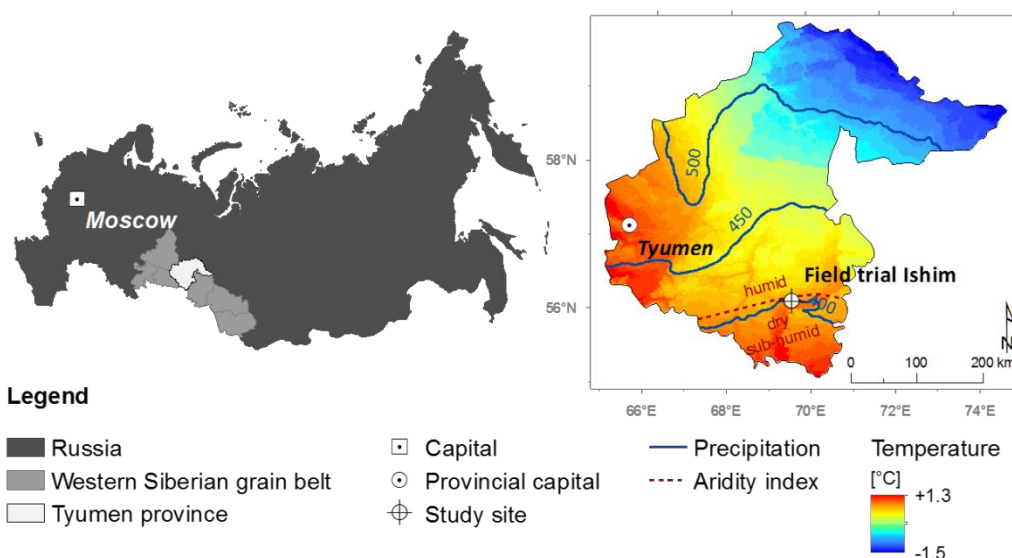 Moscow
58°N
56°N
500
450
Tyumen
Field trial Ishim
humid
400
dry
sub-humid
N
0 100 200 km
66°E 68°E 70°E 72°E 74°E
Legend
Russia
Western Siberian grain belt
Tyumen province
Capital
Provincial capital
Study site
Precipitation
Aridity index
Temperature
[°C]
+1.3
-1.5